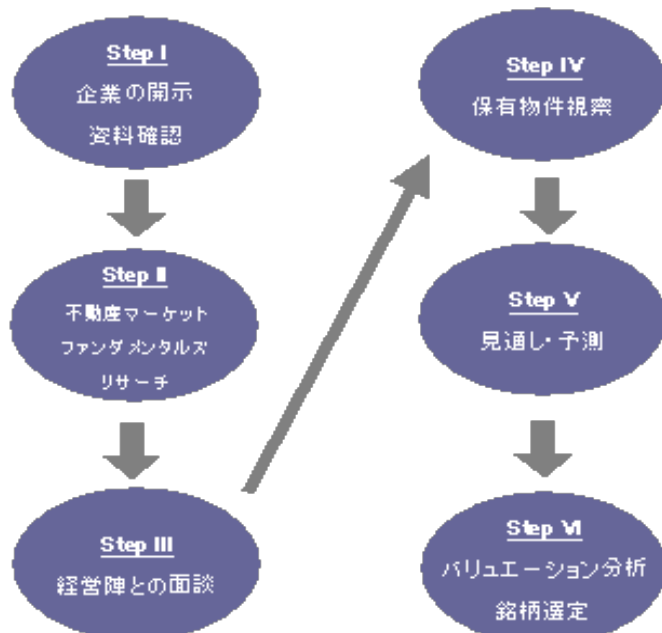 Step I
企業の開示
資料確認
Step II
不動産マーケット
ファンダメンタルズ
リサーチ
Step III
経営陣との面談
Step IV
保有物件視察
Step V
見通し・予測
Step VI
バリュエーション分析
銘柄選定